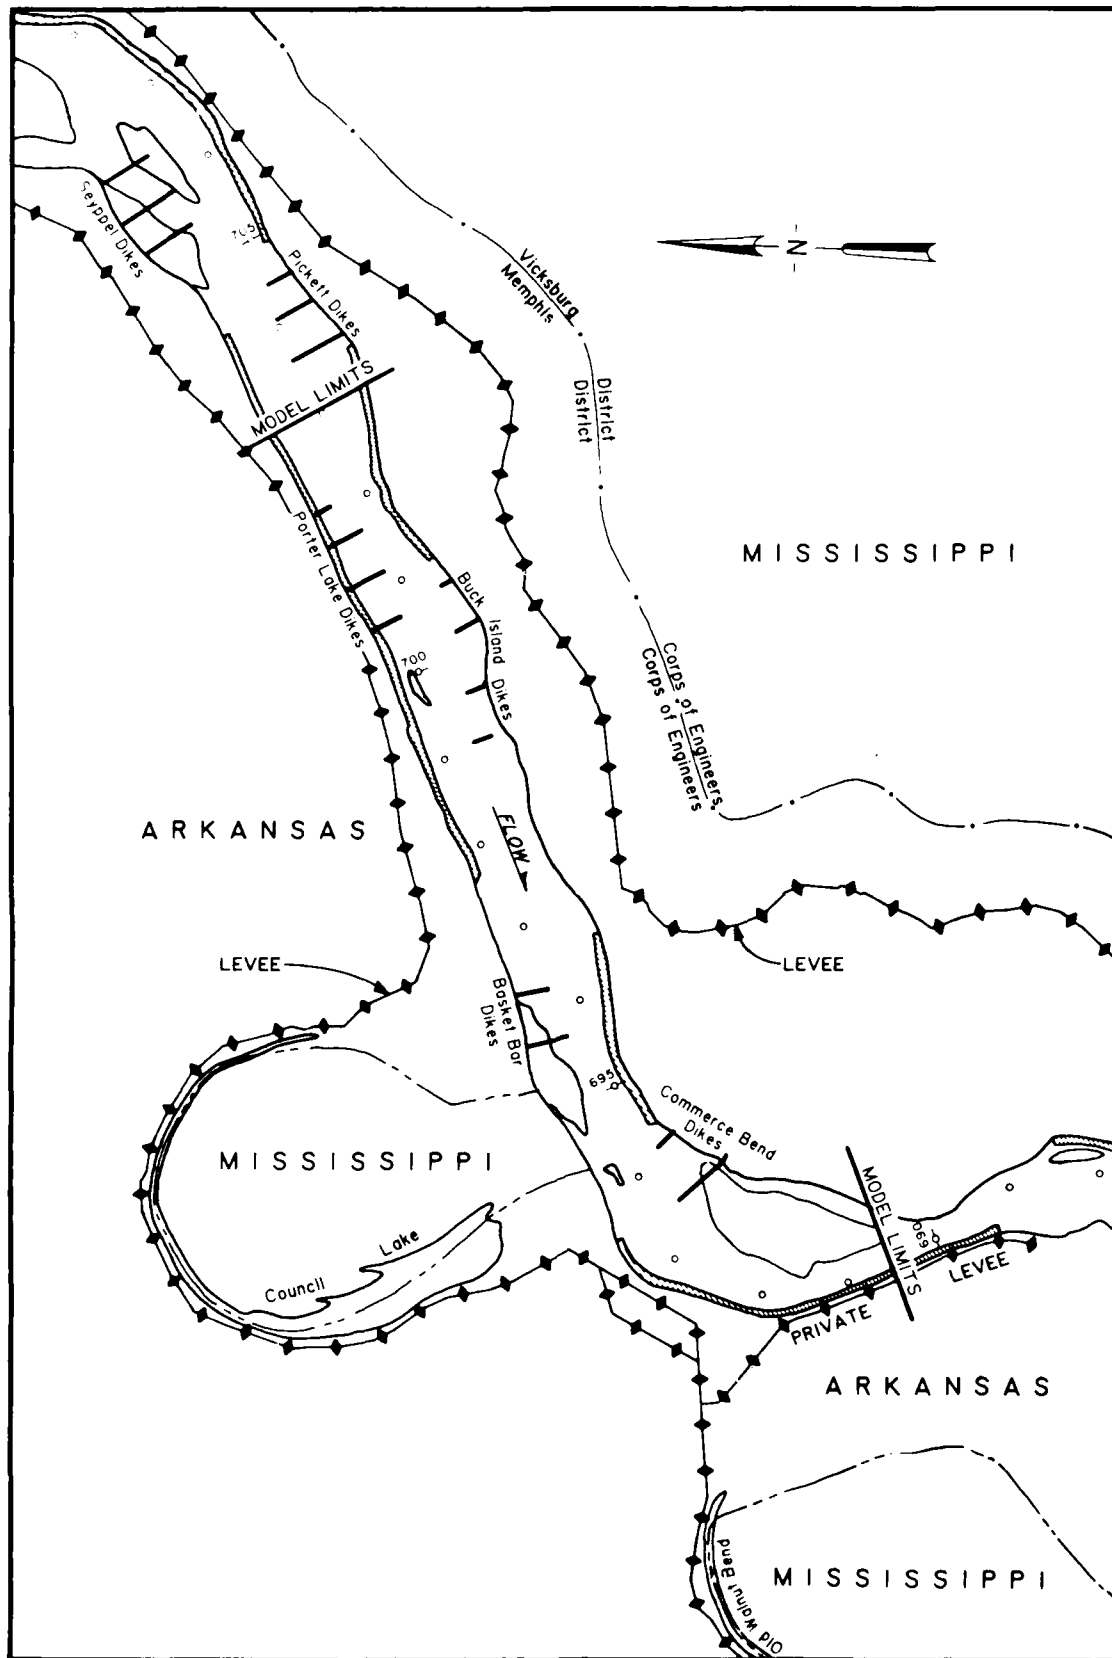 Seyppel Dikes
705
Pickett Dikes
N
Vicksburg
Memphis
MODEL LIMITS
District
District
MISSISSIPPI
Porter Lake Dikes
Buck Island Dikes
700
Corps of Engineers
Corps of Engineers
ARKANSAS
FLOW
LEVEE
LEVEE
Basket Bar
Dikes
695
Commerce Bend
Dikes
MISSISSIPPI
MODEL LIMITS
690
Council Lake
PRIVATE LEVEE
ARKANSAS
Old Walnut Bend
MISSISSIPPI